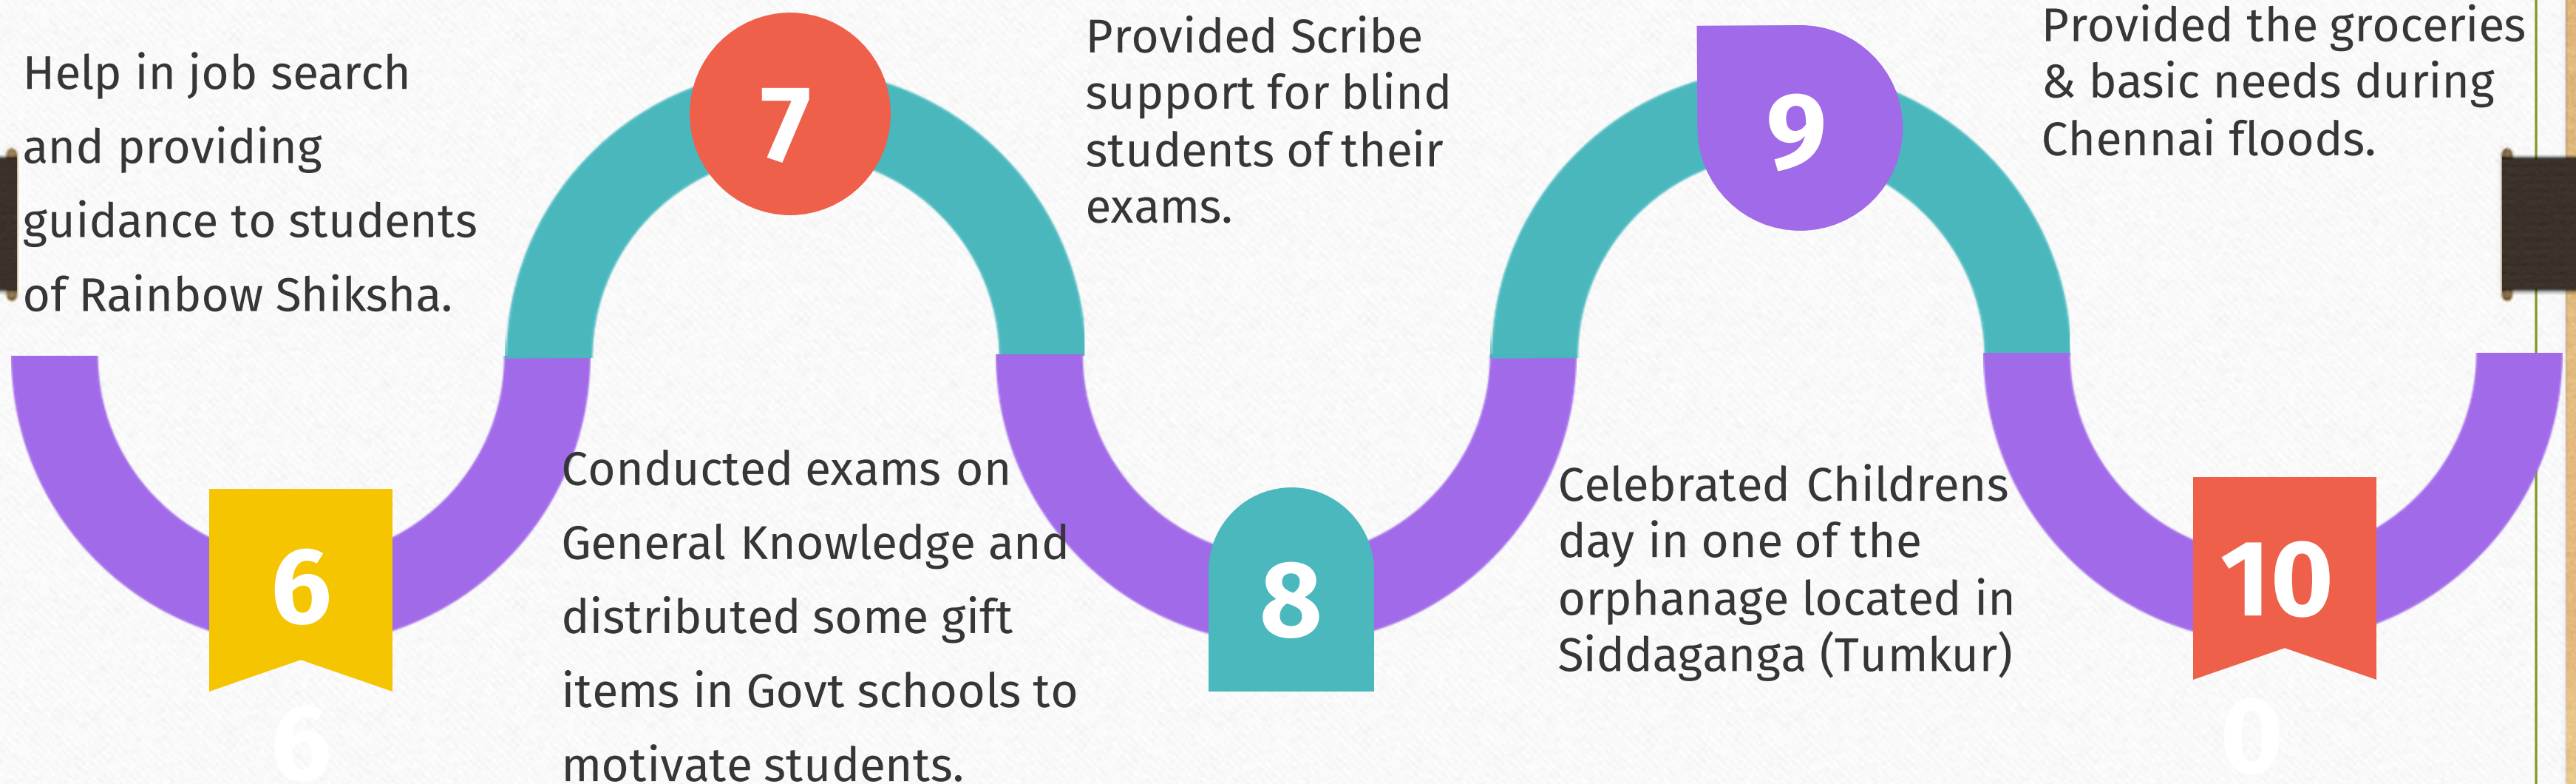 Help in job search
and providing
guidance to students
of Rainbow Shiksha.
6
6
7
Conducted exams on
General Knowledge and
distributed some gift
items in Govt schools to
motivate students.
Provided Scribe
support for blind
students of their
exams.
8
9
Celebrated Childrens
day in one of the
orphanage located in
Siddaganga (Tumkur)
Provided the groceries
& basic needs during
Chennai floods.
10
0